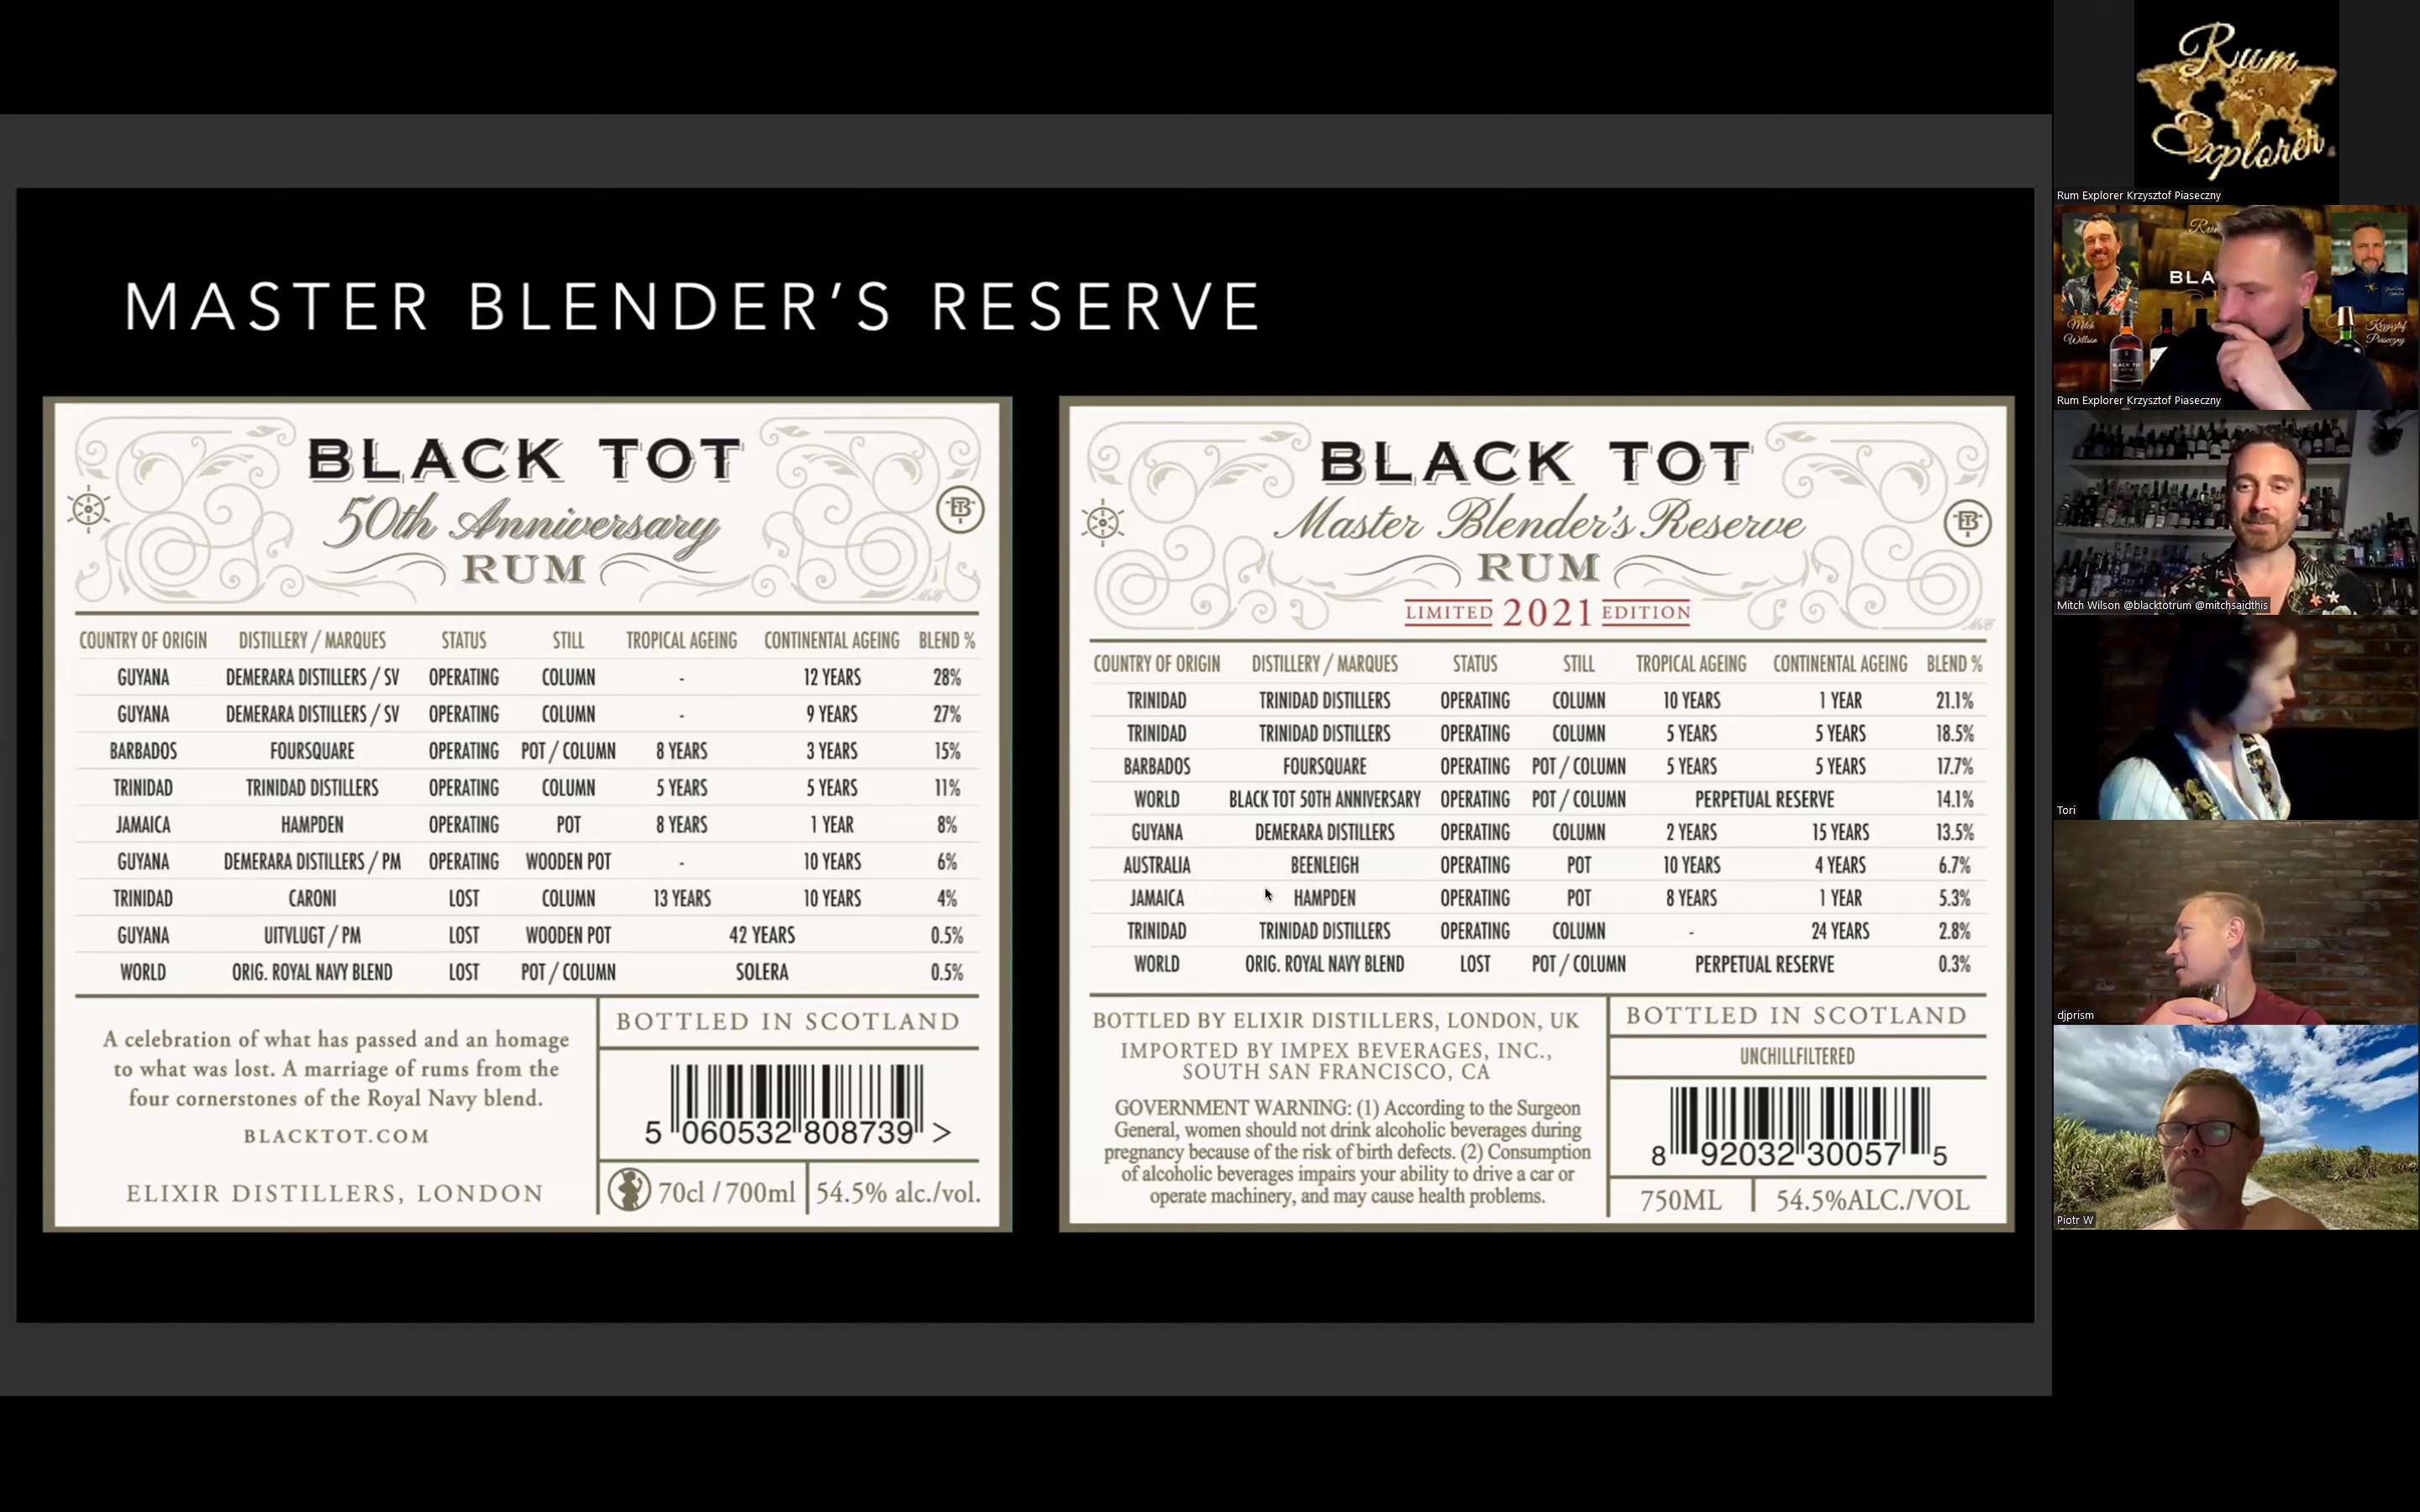 MASTER BLENDER'S RESERVE
BLACK TOT
50th Anniversary
RUM
COUNTRY OF ORIGIN DISTILLERY / MARQUES STATUS STILL TROPICAL AGEING CONTINENTAL AGEING BLEND %
GUYANA DEMERARA DISTILLERS / SV OPERATING COLUMN - 12 YEARS 28%
GUYANA DEMERARA DISTILLERS / SV OPERATING COLUMN - 9 YEARS 27%
BARBADOS FOURSQUARE OPERATING POT / COLUMN 8 YEARS 3 YEARS 15%
TRINIDAD TRINIDAD DISTILLERS OPERATING COLUMN 5 YEARS 5 YEARS 11%
JAMAICA HAMPDEN OPERATING POT 8 YEARS 1 YEAR 8%
GUYANA DEMERARA DISTILLERS / PM OPERATING WOODEN POT - 10 YEARS 6%
TRINIDAD CARONI LOST COLUMN 13 YEARS 10 YEARS 4%
GUYANA UITVLUGT / PM LOST WOODEN POT 42 YEARS 0.5%
WORLD ORIG. ROYAL NAVY BLEND LOST POT / COLUMN SOLERA 0.5%
A celebration of what has passed and an homage
to what was lost. A marriage of rums from the
four cornerstones of the Royal Navy blend.
BLACKTOT.COM
ELIXIR DISTILLERS, LONDON
BOTTLED IN SCOTLAND
5 060532 808739 >
70cl / 700ml 54.5% alc./vol.
BLACK TOT
Master Blender's Reserve
RUM
LIMITED 2021 EDITION
COUNTRY OF ORIGIN DISTILLERY / MARQUES STATUS STILL TROPICAL AGEING CONTINENTAL AGEING BLEND %
TRINIDAD TRINIDAD DISTILLERS OPERATING COLUMN 10 YEARS 1 YEAR 21.1%
TRINIDAD TRINIDAD DISTILLERS OPERATING COLUMN 5 YEARS 5 YEARS 18.5%
BARBADOS FOURSQUARE OPERATING POT / COLUMN 5 YEARS 5 YEARS 17.7%
WORLD BLACK TOT 50TH ANNIVERSARY OPERATING POT / COLUMN PERPETUAL RESERVE 14.1%
GUYANA DEMERARA DISTILLERS OPERATING COLUMN 2 YEARS 15 YEARS 13.5%
AUSTRALIA BEENLEIGH OPERATING POT 10 YEARS 4 YEARS 6.7%
JAMAICA HAMPDEN OPERATING POT 8 YEARS 1 YEAR 5.3%
TRINIDAD TRINIDAD DISTILLERS OPERATING COLUMN - 24 YEARS 2.8%
WORLD ORIG. ROYAL NAVY BLEND LOST POT / COLUMN PERPETUAL RESERVE 0.3%
BOTTLED BY ELIXIR DISTILLERS, LONDON, UK
IMPORTED BY IMPEX BEVERAGES, INC.,
SOUTH SAN FRANCISCO, CA
GOVERNMENT WARNING: (1) According to the Surgeon
General, women should not drink alcoholic beverages during
pregnancy because of the risk of birth defects. (2) Consumption
of alcoholic beverages impairs your ability to drive a car or
operate machinery, and may cause health problems.
BOTTLED IN SCOTLAND
UNCHILLFILTERED
8 92032 30057 5
750ML 54.5%ALC./VOL
Rum
Explorer
Rum Explorer Krzysztof Piaseczny
BLA
Mitch
Willson
Krzysztof
Piaseczny
BLACK TOT
Rum Explorer Krzysztof Piaseczny
Mitch Wilson @blacktotrum @mitchsaidthis
Tori
djprism
Piotr W